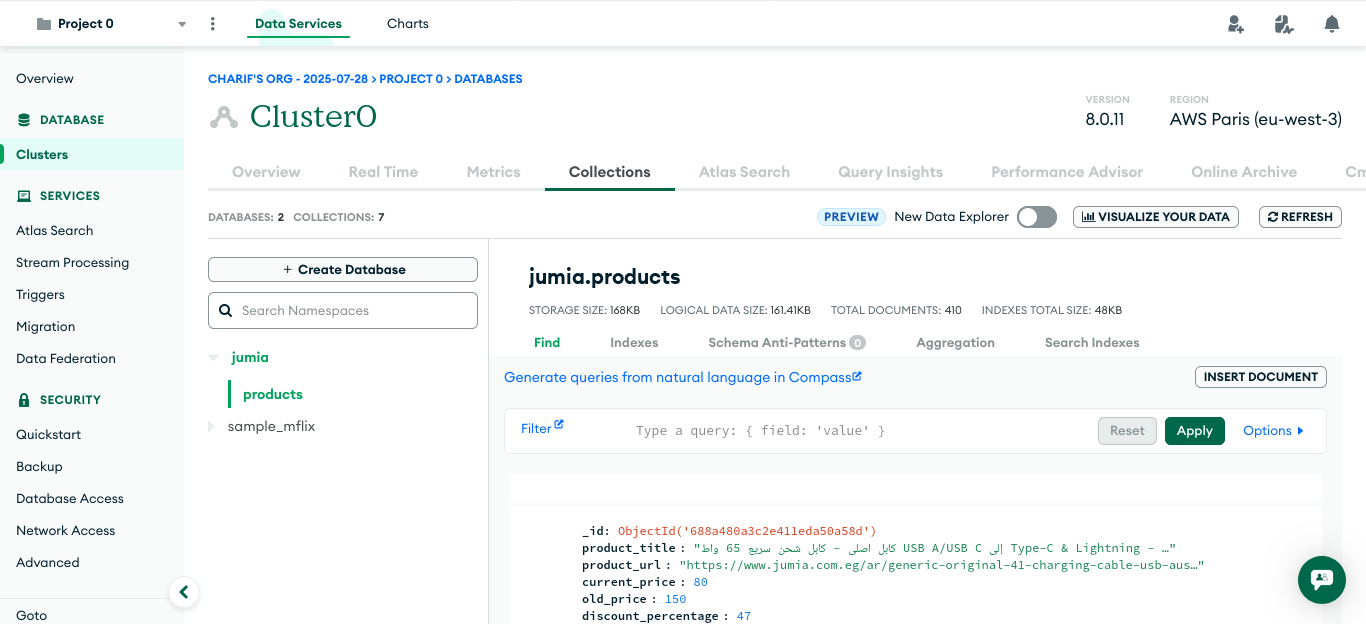 Project 0
Data Services
Charts
Overview
DATABASE
Clusters
SERVICES
Atlas Search
Stream Processing
Triggers
Migration
Data Federation
SECURITY
Quickstart
Backup
Database Access
Network Access
Advanced
Goto
CHARIF'S ORG - 2025-07-28 > PROJECT 0 > DATABASES
Cluster0
VERSION
8.0.11
REGION
AWS Paris (eu-west-3)
Overview Real Time Metrics Collections Atlas Search Query Insights Performance Advisor Online Archive Cm
DATABASES: 2 COLLECTIONS: 7
PREVIEW New Data Explorer
VISUALIZE YOUR DATA
REFRESH
+ Create Database
Search Namespaces
jumia
products
sample_mflix
jumia.products
STORAGE SIZE: 168KB LOGICAL DATA SIZE: 161.41KB TOTAL DOCUMENTS: 410 INDEXES TOTAL SIZE: 48KB
Find Indexes Schema Anti-Patterns 0 Aggregation Search Indexes
Generate queries from natural language in Compass
INSERT DOCUMENT
Filter
Type a query: { field: 'value' }
Reset
Apply
Options
_id: ObjectId('688a480a3c2e411eda50a58d')
product_title : "كابل اصلى - كابل شحن سريع 65 واط USB A/USB C إلى Type-C & Lightning - …"
product_url : "https://www.jumia.com.eg/ar/generic-original-41-charging-cable-usb-aus…"
current_price : 80
old_price : 150
discount_percentage : 47